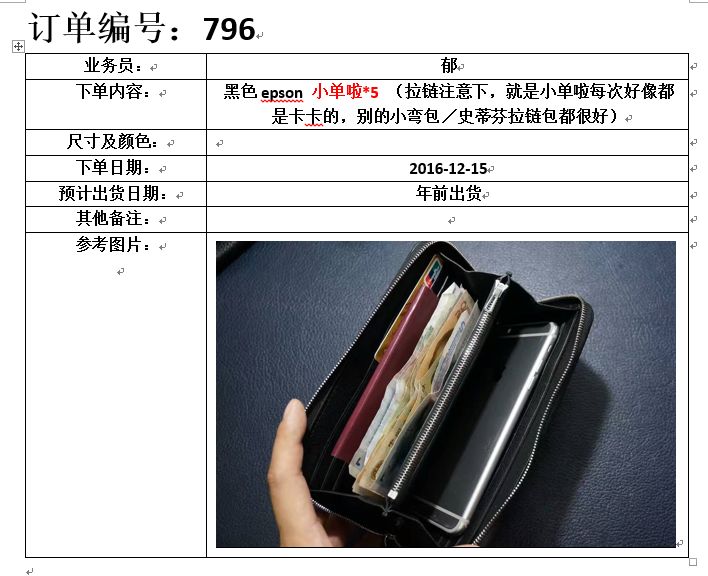 订单编号：796
业务员： 郁
下单内容： 黑色 epson 小单啦*5 （拉链注意下，就是小单啦每次好像都
是卡卡的，别的小弯包／史蒂芬拉链包都很好）
尺寸及颜色：
下单日期： 2016-12-15
预计出货日期： 年前出货
其他备注：
参考图片：